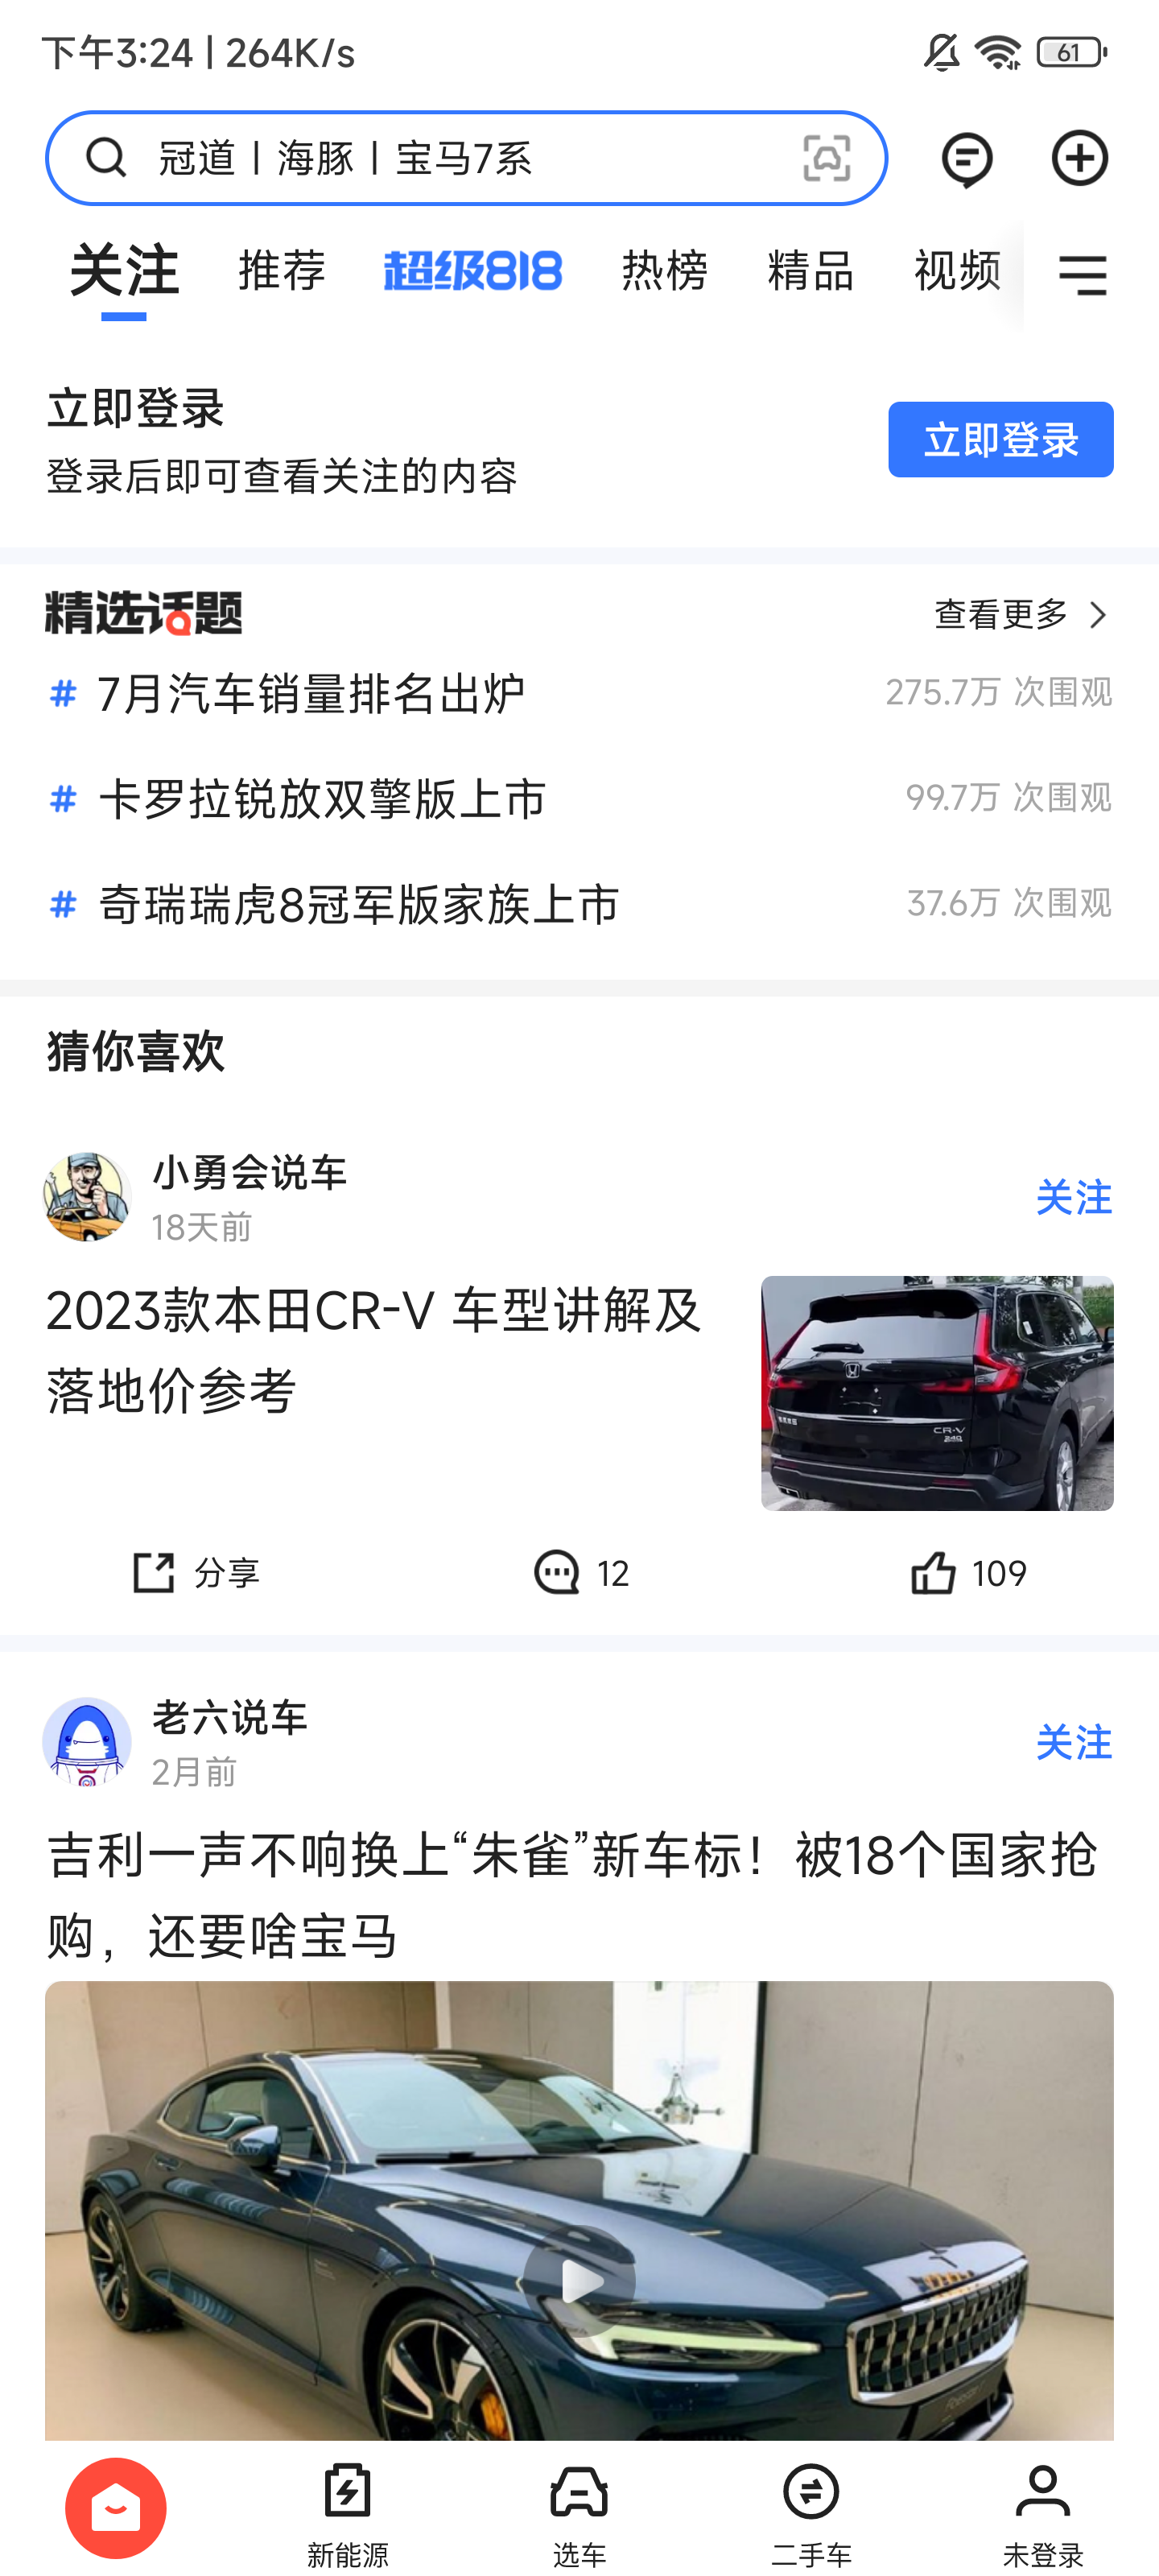 下午3:24 | 264K/s
61
冠道 | 海豚 | 宝马7系
关注 推荐 超级818 热榜 精品 视频
立即登录
登录后即可查看关注的内容
立即登录
精选话题
查看更多
# 7月汽车销量排名出炉
275.7万 次围观
# 卡罗拉锐放双擎版上市
99.7万 次围观
# 奇瑞瑞虎8冠军版家族上市
37.6万 次围观
猜你喜欢
小勇会说车
18天前
关注
2023款本田CR-V 车型讲解及
落地价参考
CR-V
240
分享
12
109
老六说车
2月前
关注
吉利一声不响换上“朱雀”新车标！被18个国家抢
购，还要啥宝马
新能源
选车
二手车
未登录